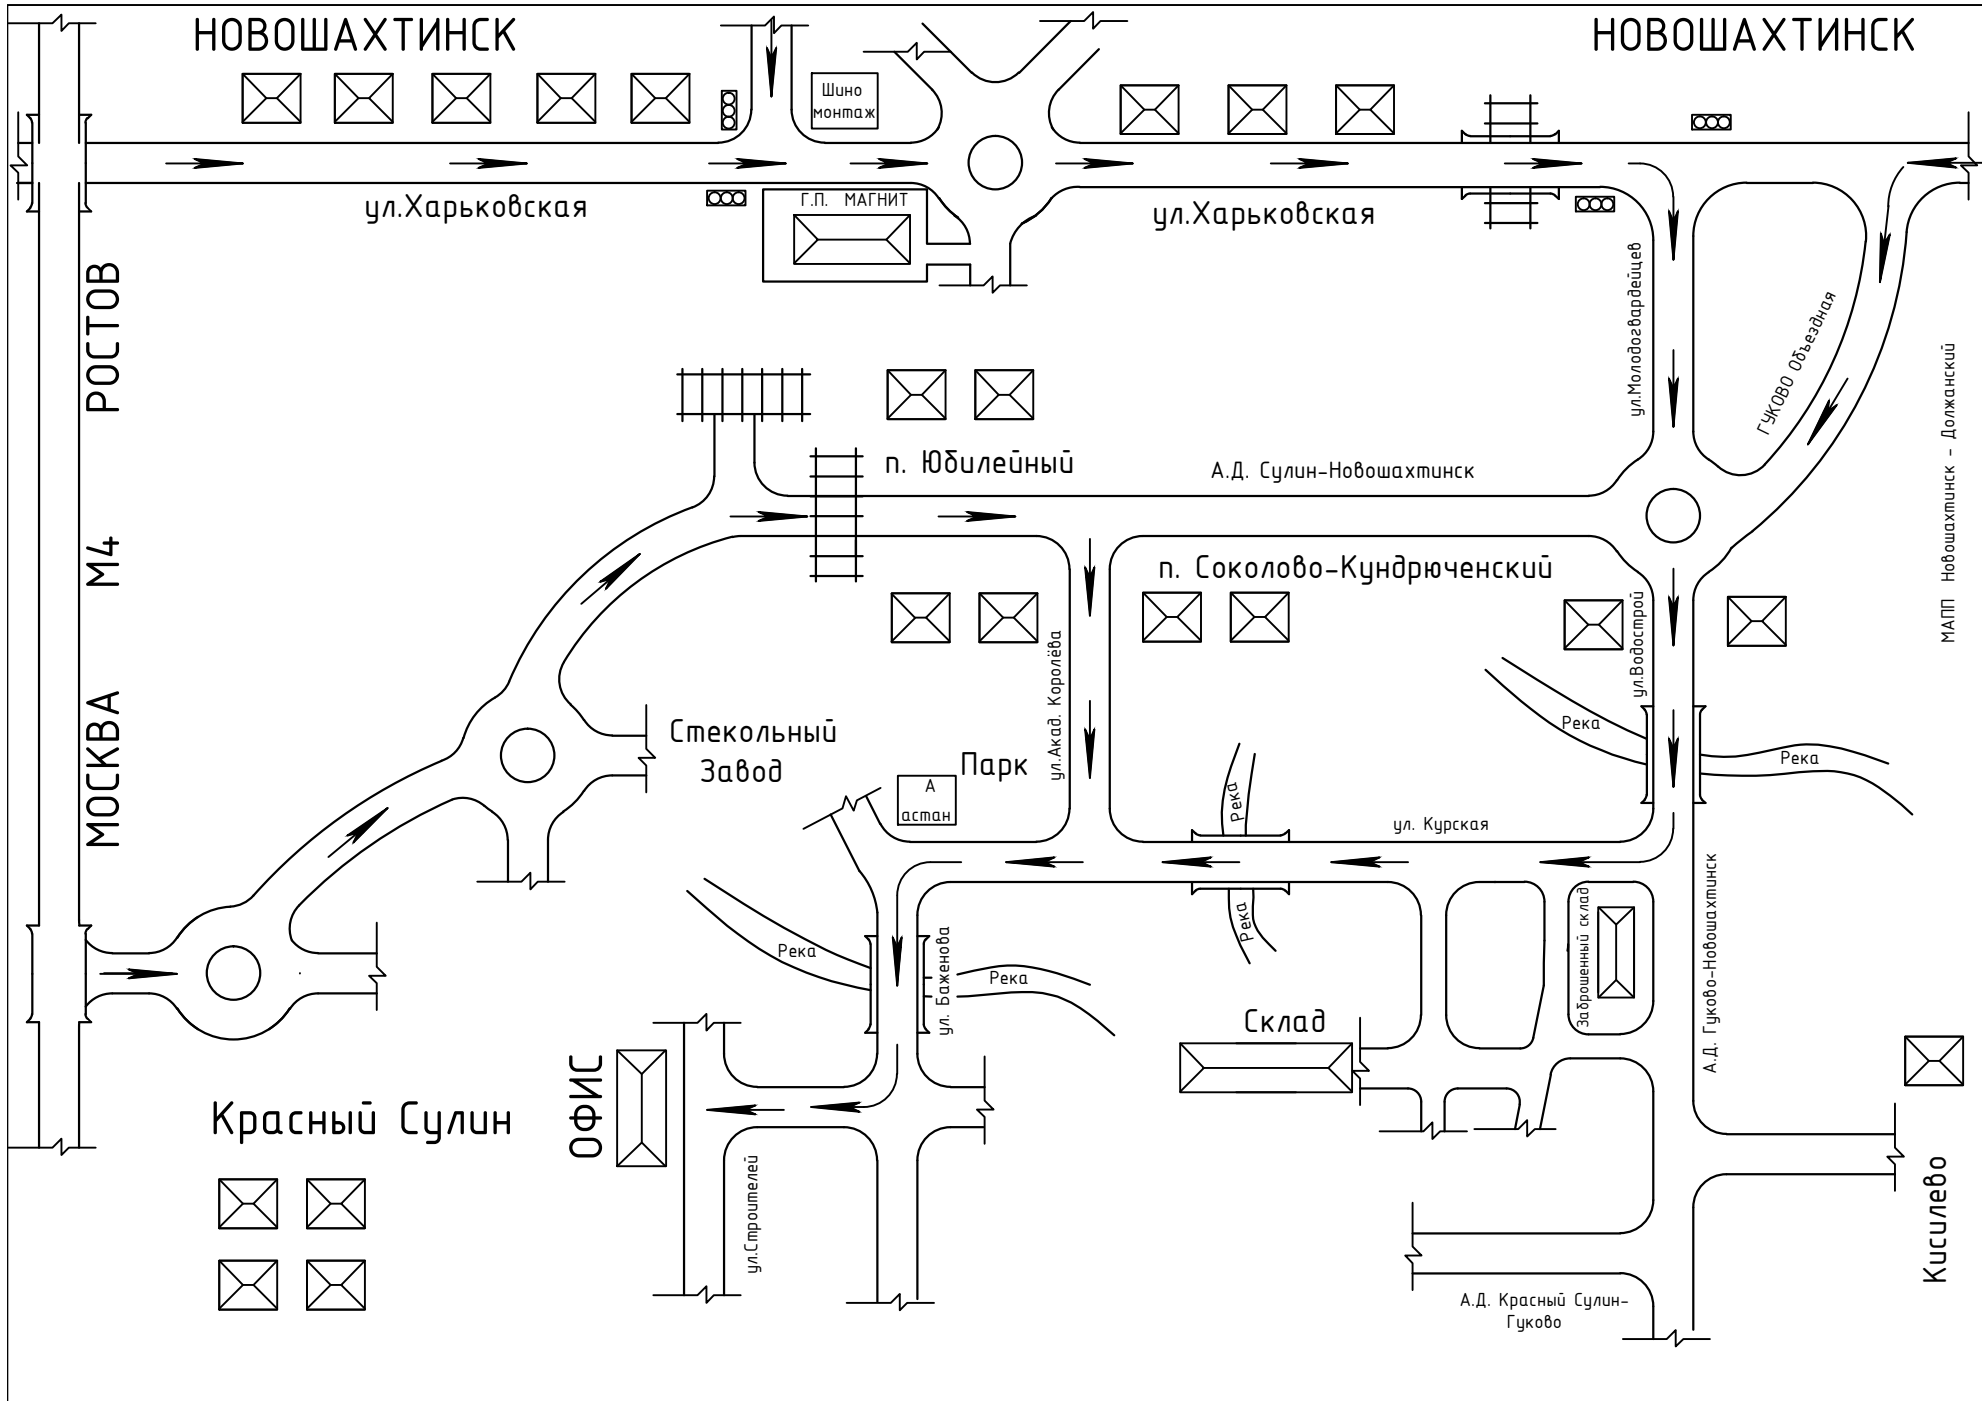 НОВОШАХТИНСК
НОВОШАХТИНСК
Шино
монтаж
Г.П. МАГНИТ
ул.Харьковская
ул.Харьковская
МОСКВА М4 РОСТОВ
ул.Молодогвардейцев
ГУКОВО Объездная
МАПП Новошахтинск - Должанский
п. Юбилейный
А.Д. Сулин-Новошахтинск
п. Соколово-Кундрюченский
ул.Акад. Королёва
ул.Водострой
Стекольный
Завод
Парк
А
астан
Река
Река
Река
ул. Курская
Река
Река
Река
ул. Баженова
Заброшенный склад
А.Д. Гуково-Новошахтинск
Склад
ОФИС
Красный Сулин
ул.Строителей
Кисилево
А.Д. Красный Сулин-
Гуково